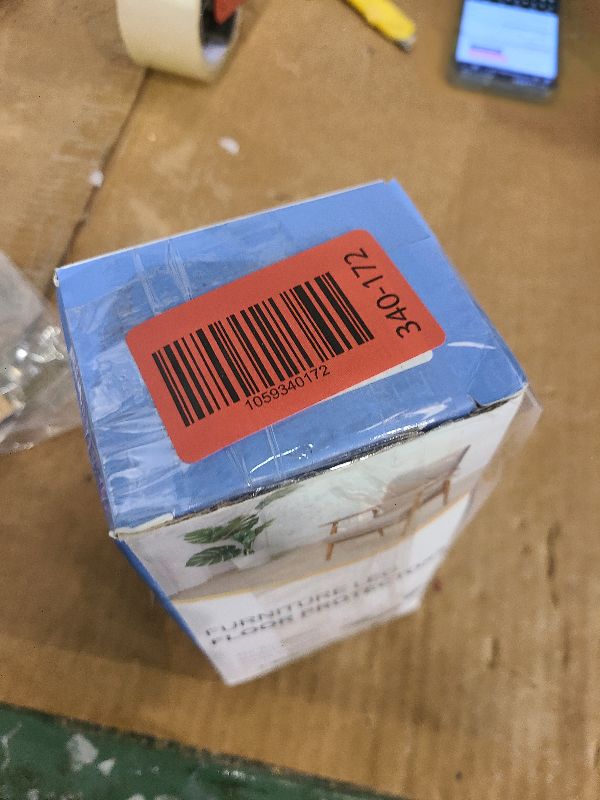 340-172
1059340172
FURNITURE LEG
FLOOR PROTECTORS